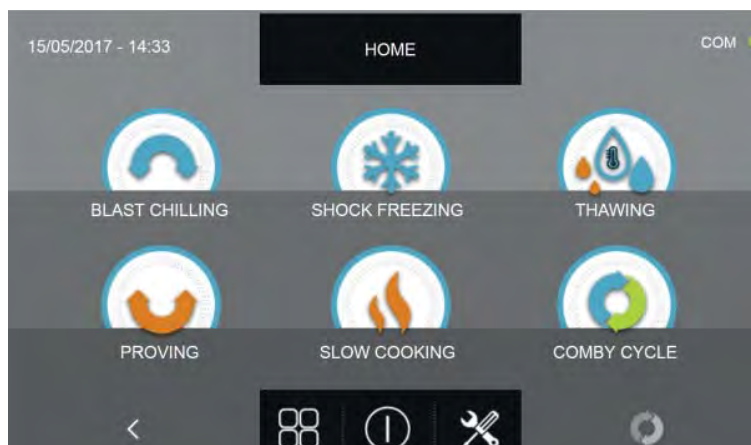 15/05/2017 - 14:33 HOME COM
BLAST CHILLING SHOCK FREEZING THAWING
PROVING SLOW COOKING COMBY CYCLE